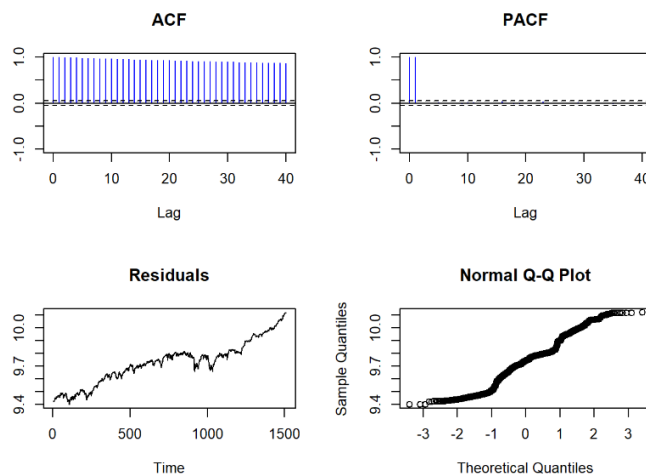 ACF
1.0
0.0
-1.0
0 10 20 30 40
Lag
PACF
1.0
0.0
-1.0
0 10 20 30 40
Lag
Residuals
10.0
9.7
9.4
0 500 1000 1500
Time
Normal Q-Q Plot
Sample Quantiles
10.0
9.7
9.4
-3 -2 -1 0 1 2 3
Theoretical Quantiles